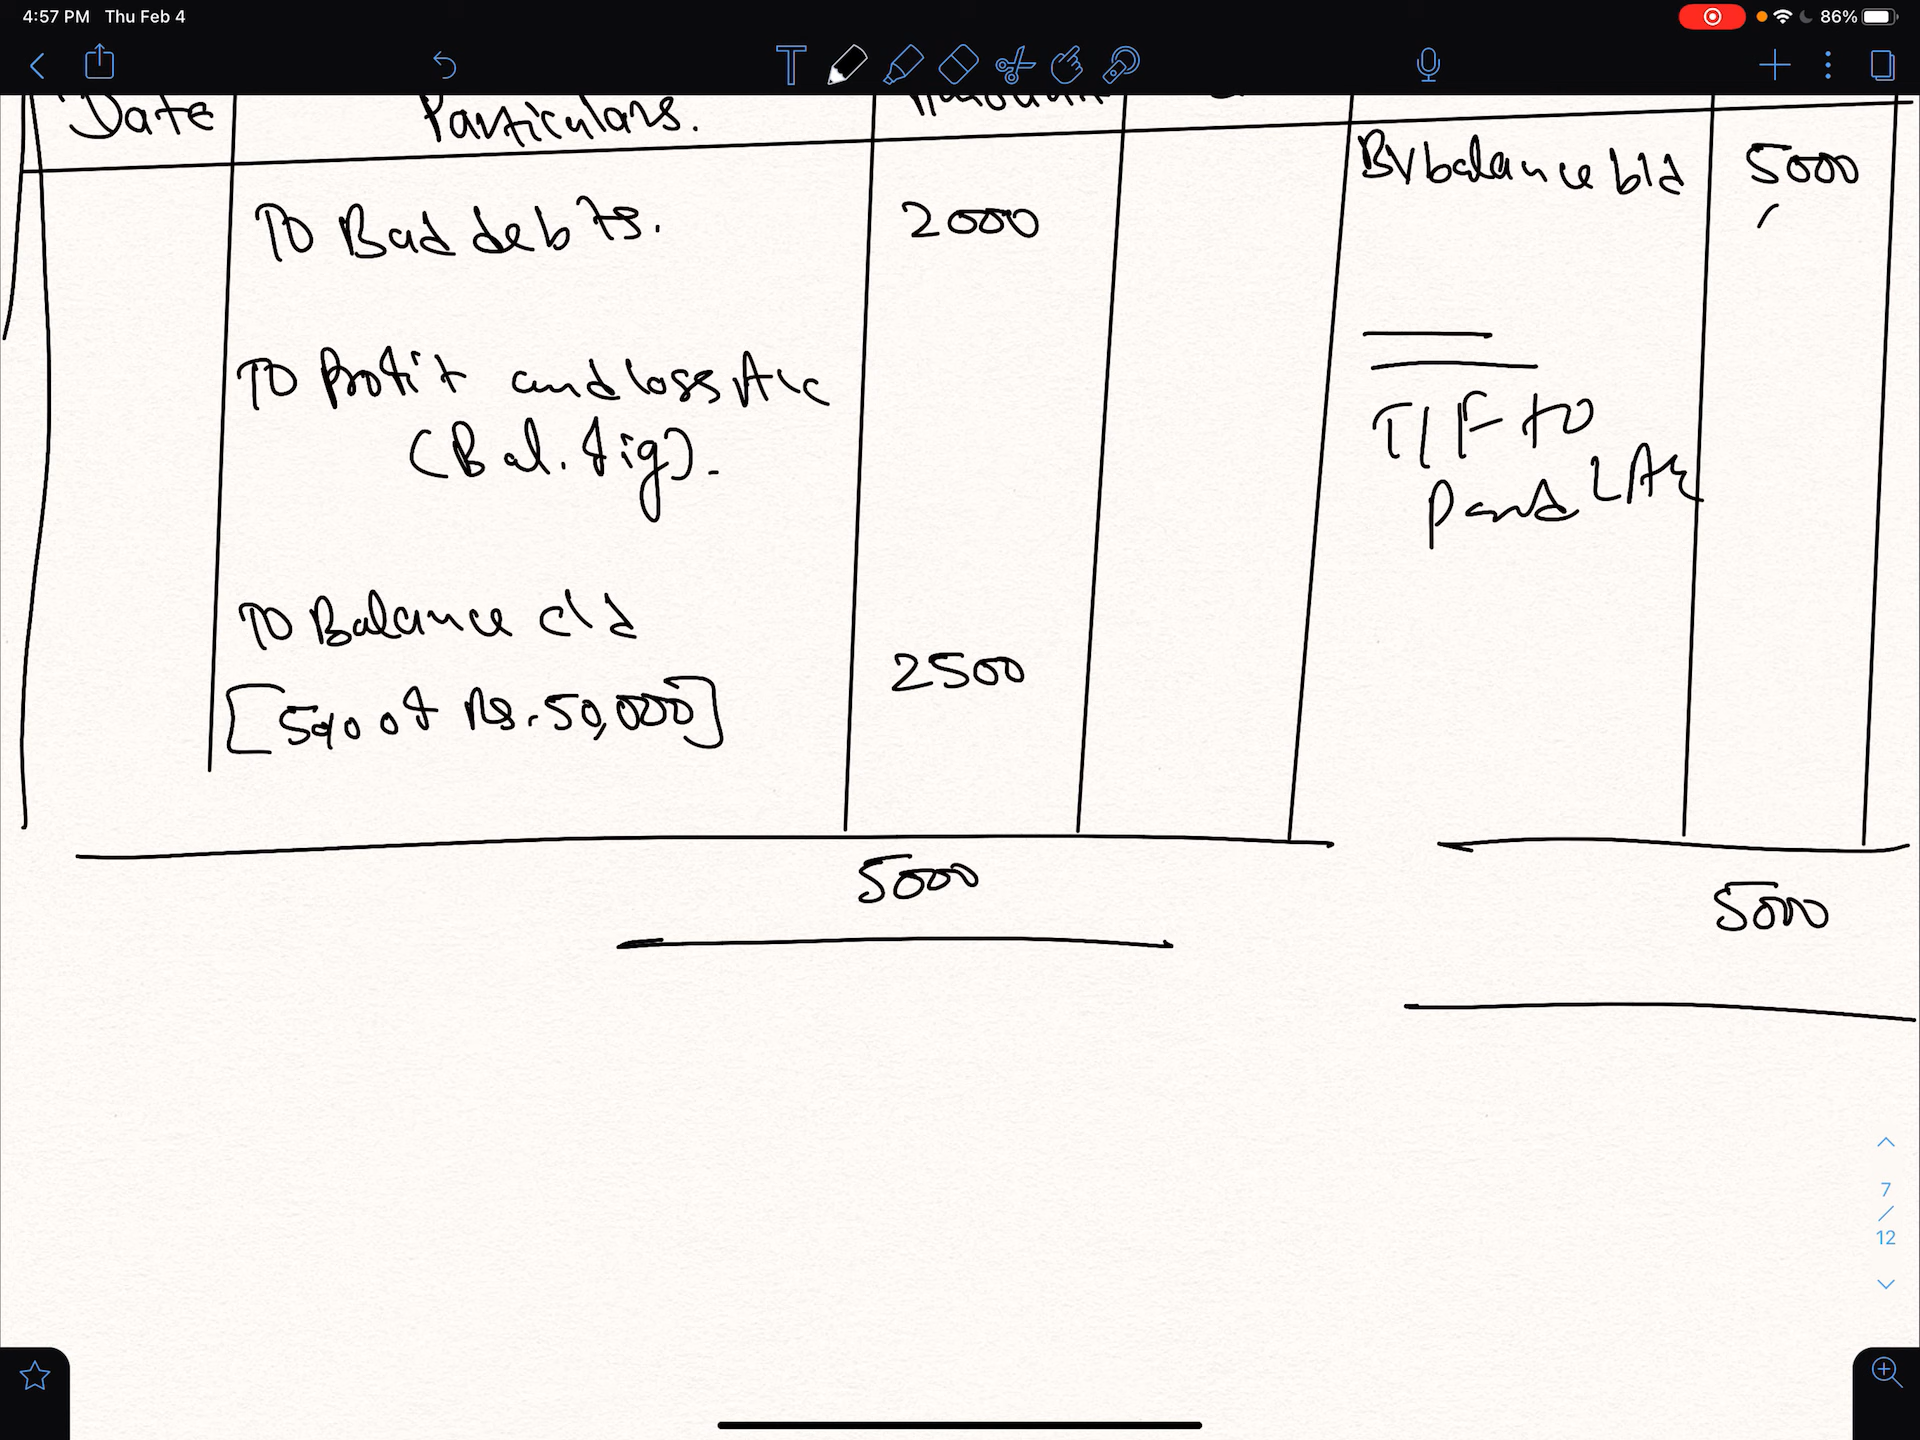 4:57 PM Thu Feb 4
86%
Date Particulars.
By balance b/d 5000
To Bad debts. 2000
To Profit and loss A/c
(Bal. fig).
T/F to
P and L A/c
To Balance c/d
2500
[5% of Rs. 50,000]
5000
5000
7
/
12